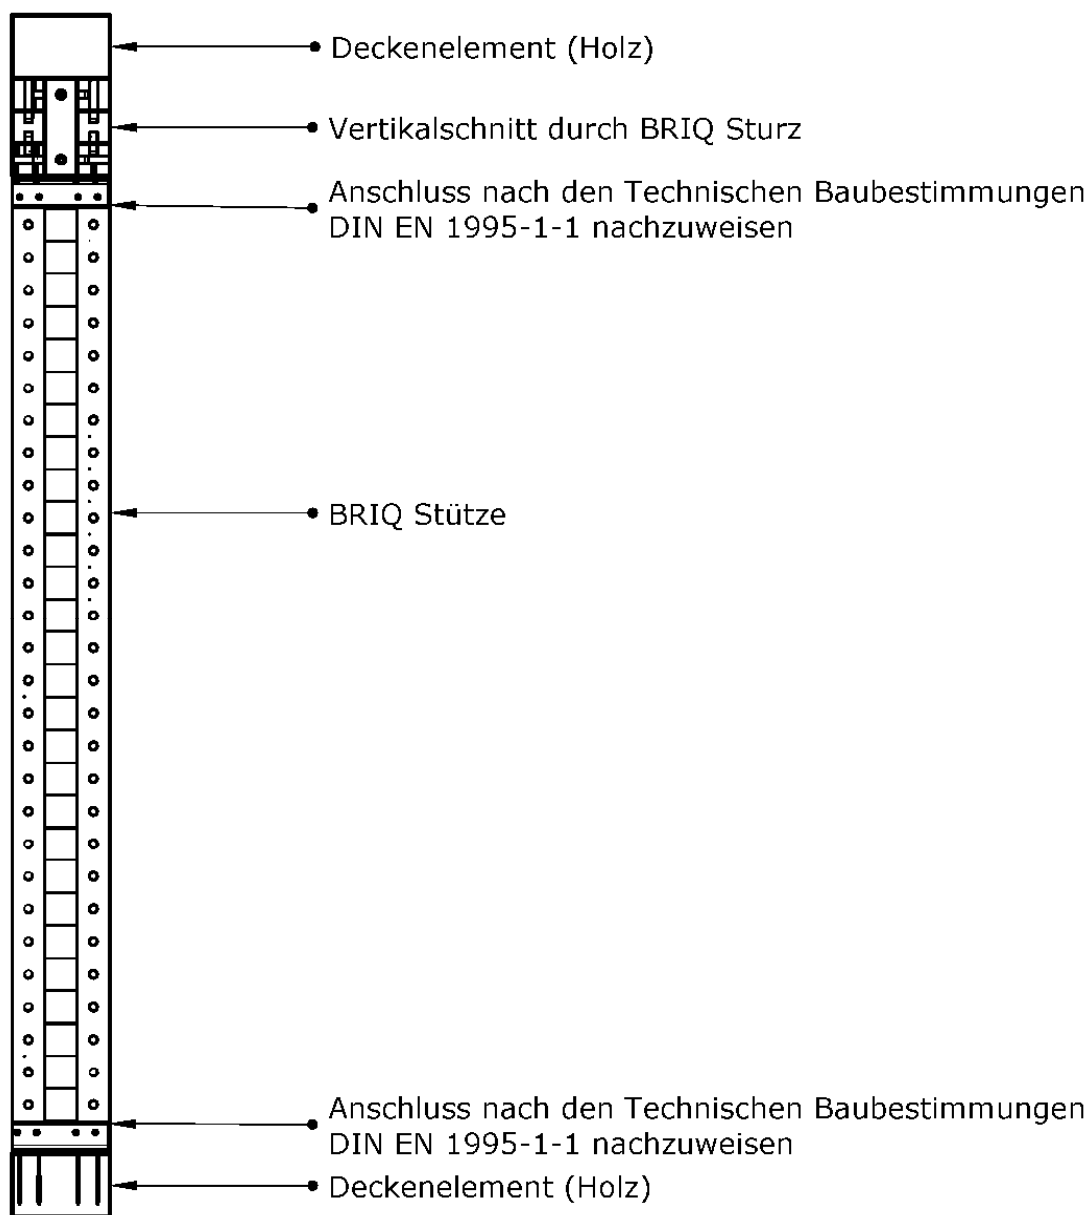 Deckenelement (Holz)
Vertikalschnitt durch BRIQ Sturz
Anschluss nach den Technischen Baubestimmungen
DIN EN 1995-1-1 nachzuweisen
BRIQ Stütze
Anschluss nach den Technischen Baubestimmungen
DIN EN 1995-1-1 nachzuweisen
Deckenelement (Holz)